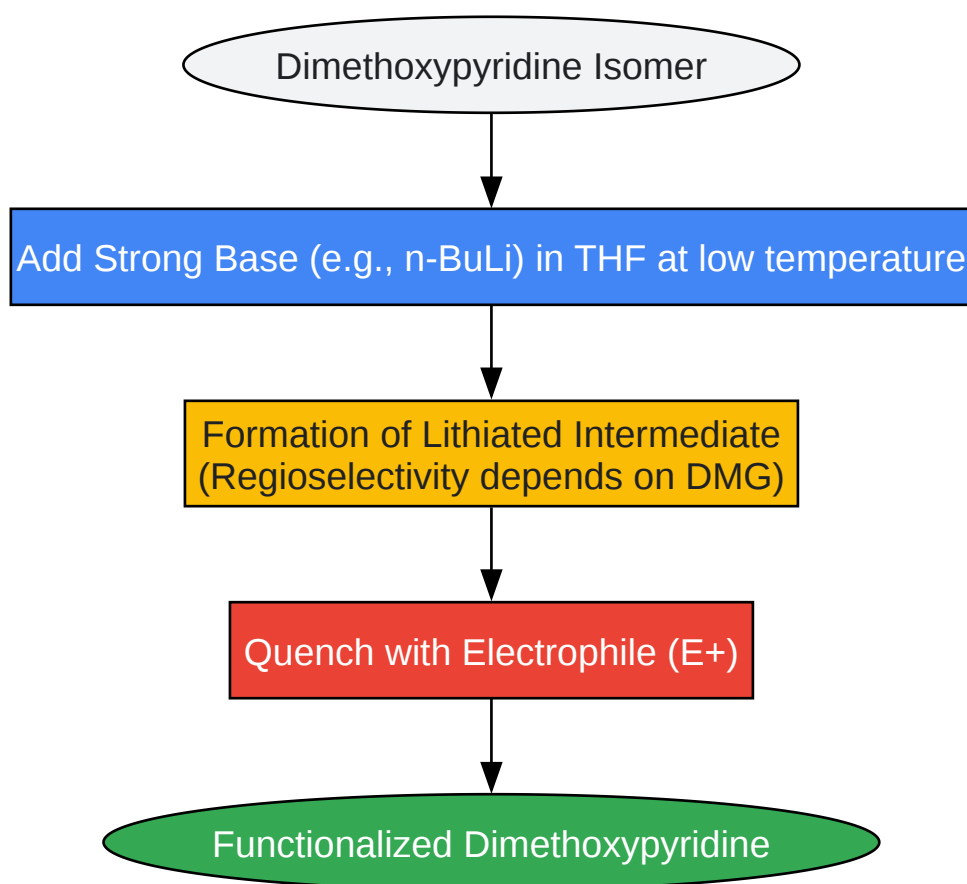 Dimethoxypyridine Isomer
Add Strong Base (e.g., n-BuLi) in THF at low temperature
Formation of Lithiated Intermediate
(Regioselectivity depends on DMG)
Quench with Electrophile (E+)
Functionalized Dimethoxypyridine